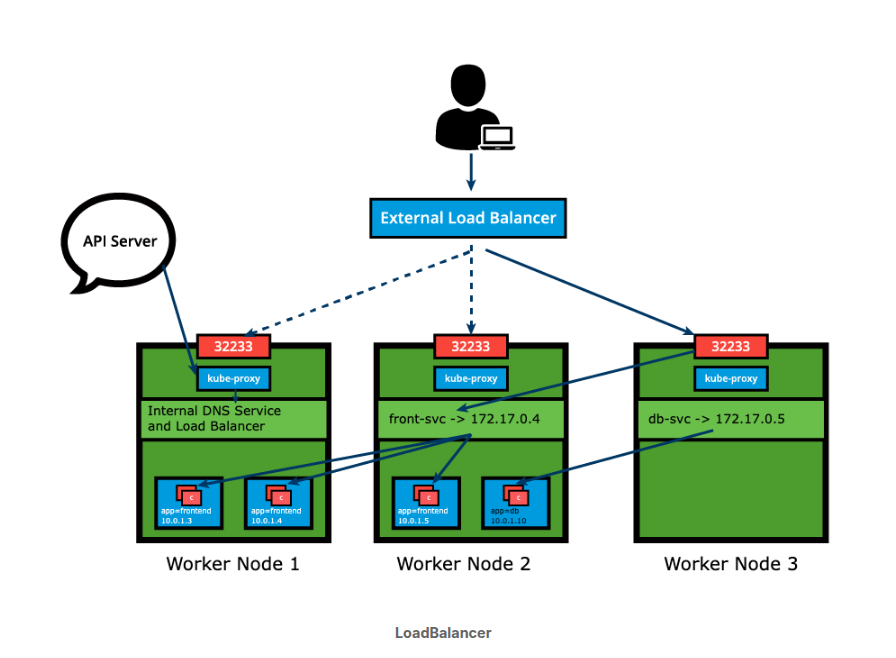 External Load Balancer
API Server
32233
32233
32233
kube-proxy
kube-proxy
kube-proxy
Internal DNS Service
and Load Balancer
front-svc -> 172.17.0.4
db-svc -> 172.17.0.5
c
app=frontend
10.0.1.3
c
app=frontend
10.0.1.4
c
app=frontend
10.0.1.5
c
app=db
10.0.1.10
Worker Node 1
Worker Node 2
Worker Node 3
LoadBalancer